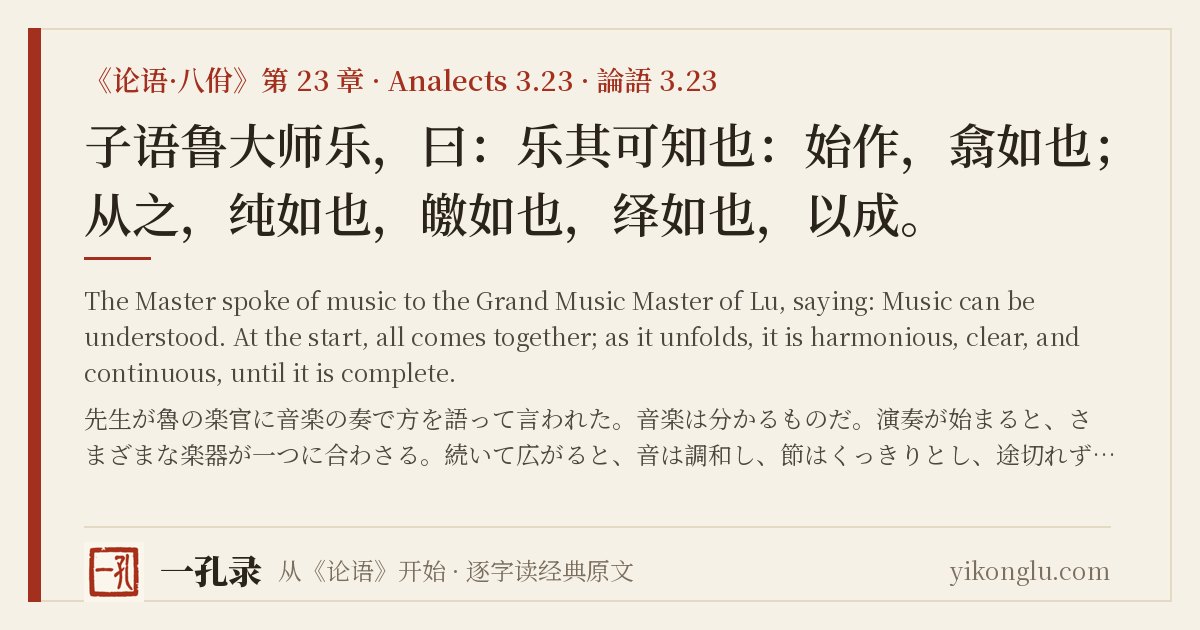 《论语·八佾》第 23 章 · Analects 3.23 · 論語 3.23
子语鲁大师乐，曰：乐其可知也：始作，翕如也；
从之，纯如也，皦如也，绎如也，以成。
The Master spoke of music to the Grand Music Master of Lu, saying: Music can be
understood. At the start, all comes together; as it unfolds, it is harmonious, clear, and
continuous, until it is complete.
先生が魯の楽官に音楽の奏で方を語って言われた。音楽は分かるものだ。演奏が始まると、さ
まざまな楽器が一つに合わさる。続いて広がると、音は調和し、節はくっきりとし、途切れず…
一孔
一孔录 从《论语》开始 · 逐字读经典原文 yikonglu.com